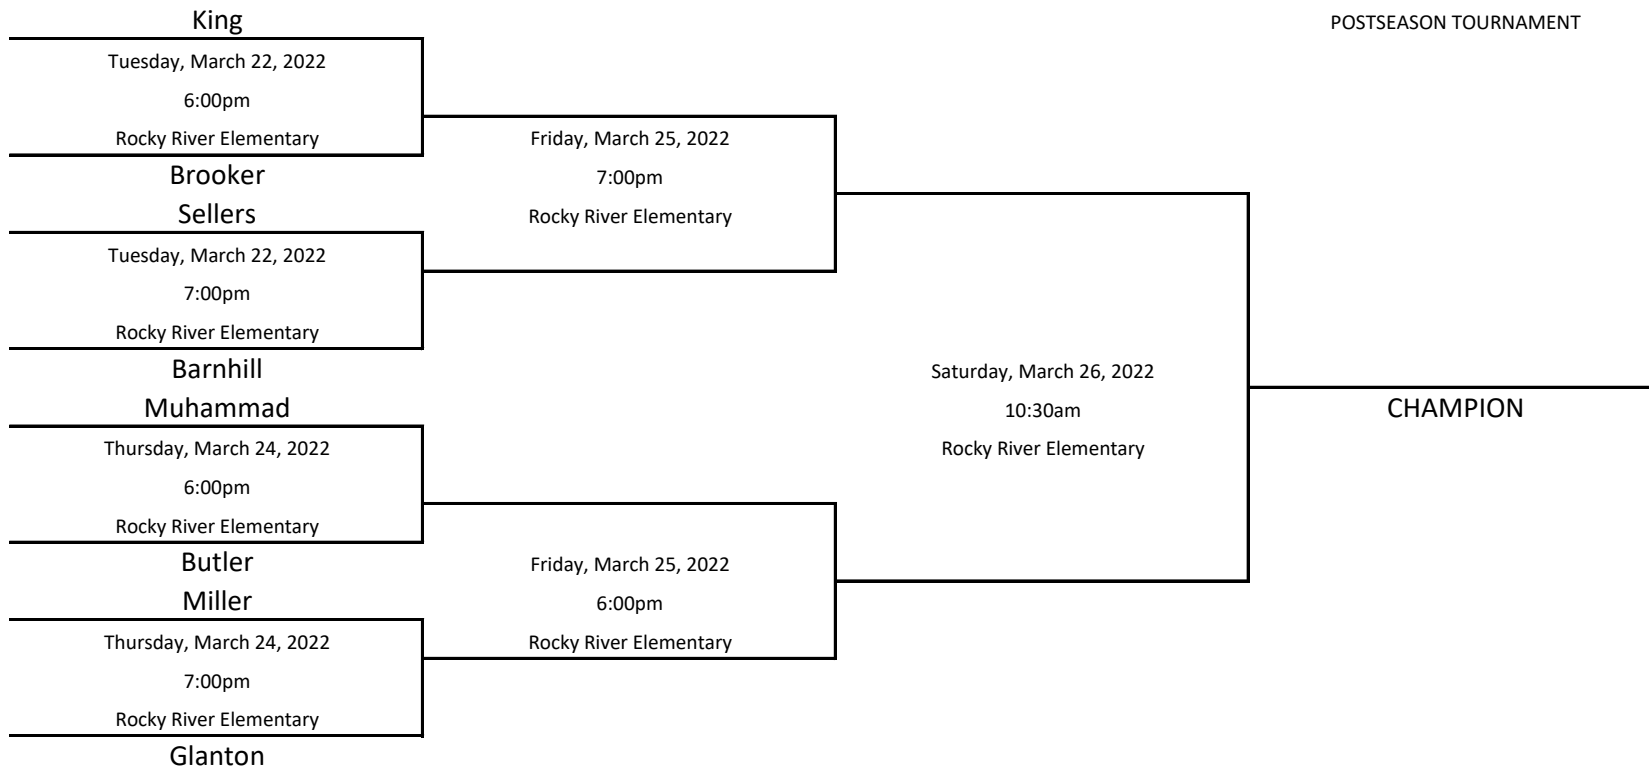 King
POSTSEASON TOURNAMENT
Tuesday, March 22, 2022
6:00pm
Rocky River Elementary
Brooker
Sellers
Tuesday, March 22, 2022
7:00pm
Rocky River Elementary
Barnhill
Muhammad
Thursday, March 24, 2022
6:00pm
Rocky River Elementary
Butler
Miller
Thursday, March 24, 2022
7:00pm
Rocky River Elementary
Glanton
Friday, March 25, 2022
7:00pm
Rocky River Elementary
Friday, March 25, 2022
6:00pm
Rocky River Elementary
Saturday, March 26, 2022
10:30am
Rocky River Elementary
CHAMPION